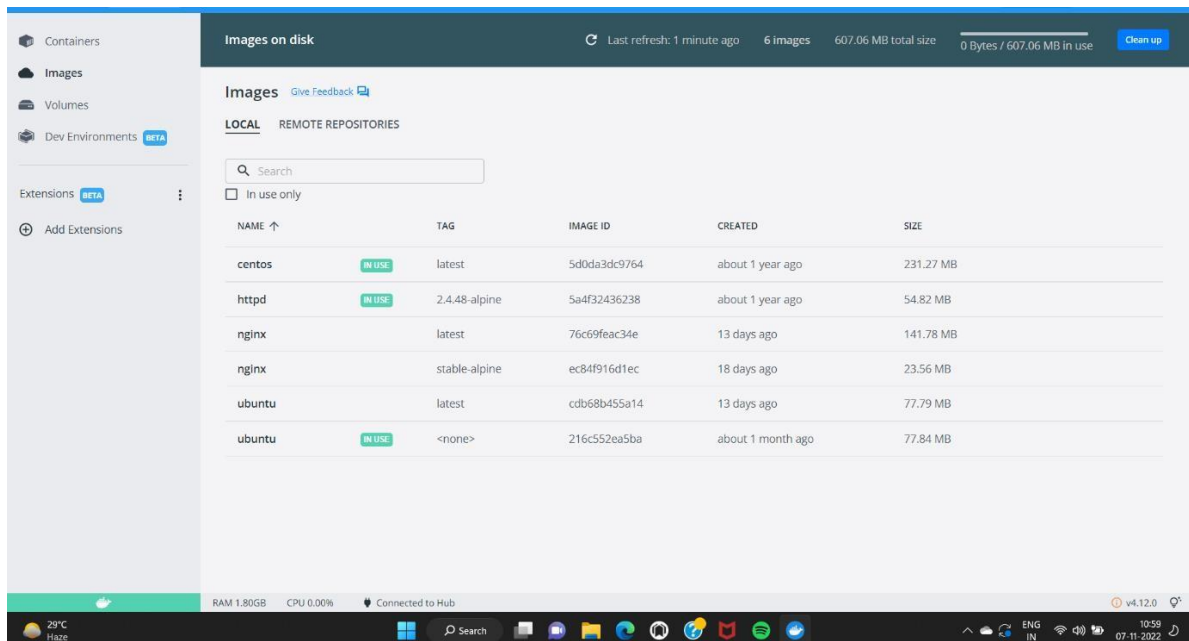 Containers
Images
Volumes
Dev Environments BETA
Extensions BETA
Add Extensions
Images on disk
Last refresh: 1 minute ago
6 images
607.06 MB total size
0 Bytes / 607.06 MB in use
Clean up
Images Give Feedback
LOCAL REMOTE REPOSITORIES
Search
In use only
NAME TAG IMAGE ID CREATED SIZE
centos IN USE latest 5d0da3dc9764 about 1 year ago 231.27 MB
httpd IN USE 2.4.48-alpine 5a4f32436238 about 1 year ago 54.82 MB
nginx latest 76c69feac34e 13 days ago 141.78 MB
nginx stable-alpine ec84f916d1ec 18 days ago 23.56 MB
ubuntu latest cdb68b455a14 13 days ago 77.79 MB
ubuntu IN USE <none> 216c552ea5ba about 1 month ago 77.84 MB
RAM 1.80GB CPU 0.00% Connected to Hub v4.12.0
29°C
Haze
Search
ENG
IN
10:59
07-11-2022